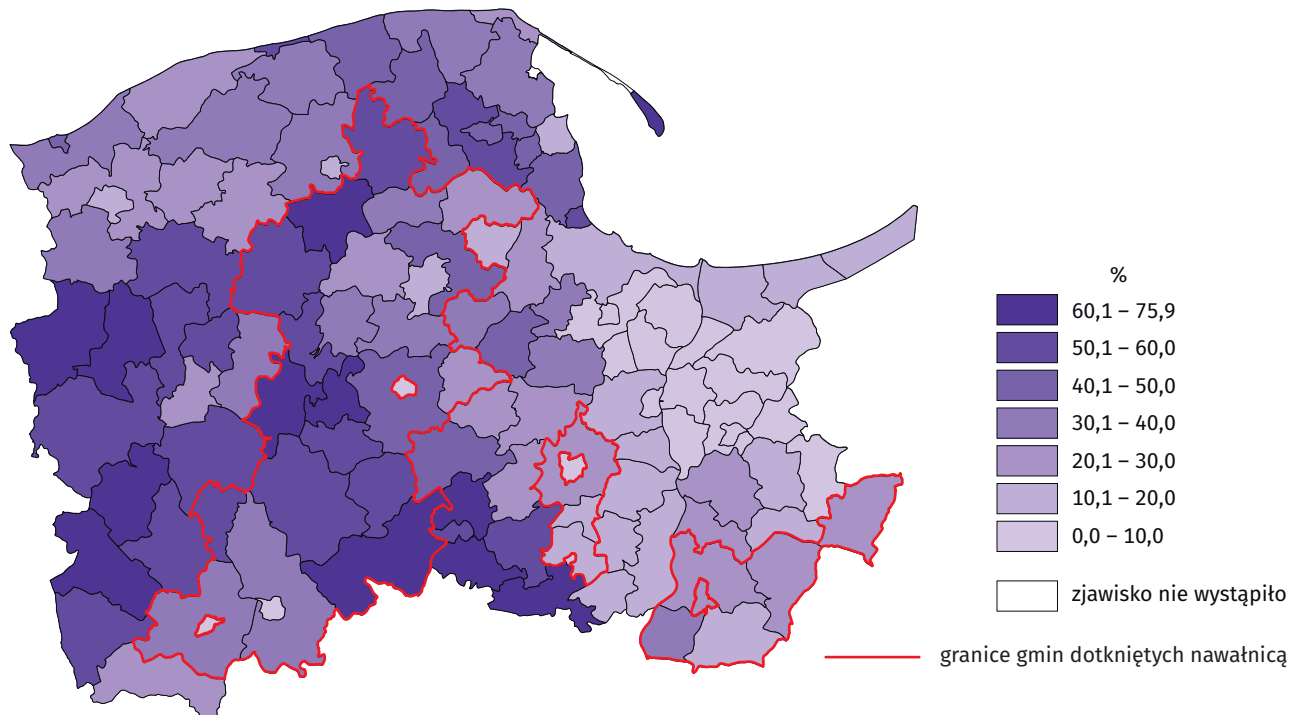 %
60,1 – 75,9
50,1 – 60,0
40,1 – 50,0
30,1 – 40,0
20,1 – 30,0
10,1 – 20,0
0,0 – 10,0
zjawisko nie wystąpiło
granice gmin dotkniętych nawałnicą